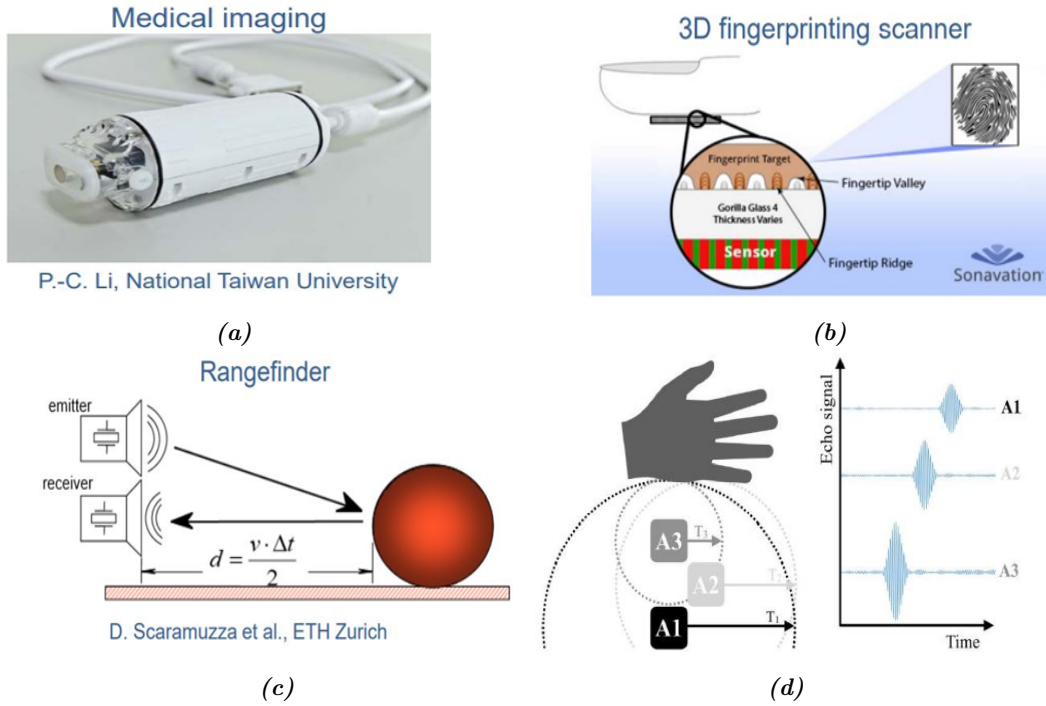 Medical imaging
P.-C. Li, National Taiwan University
(a)
3D fingerprinting scanner
Fingerprint Target
Fingertip Valley
Gorilla Glass 4
Thickness Varies
Sensor
Fingertip Ridge
Sonavation
(b)
Rangefinder
emitter
receiver
d = v · Δt / 2
D. Scaramuzza et al., ETH Zurich
(c)
A3
T3
A2
T2
A1
T1
Echo signal
A1
A2
A3
Time
(d)